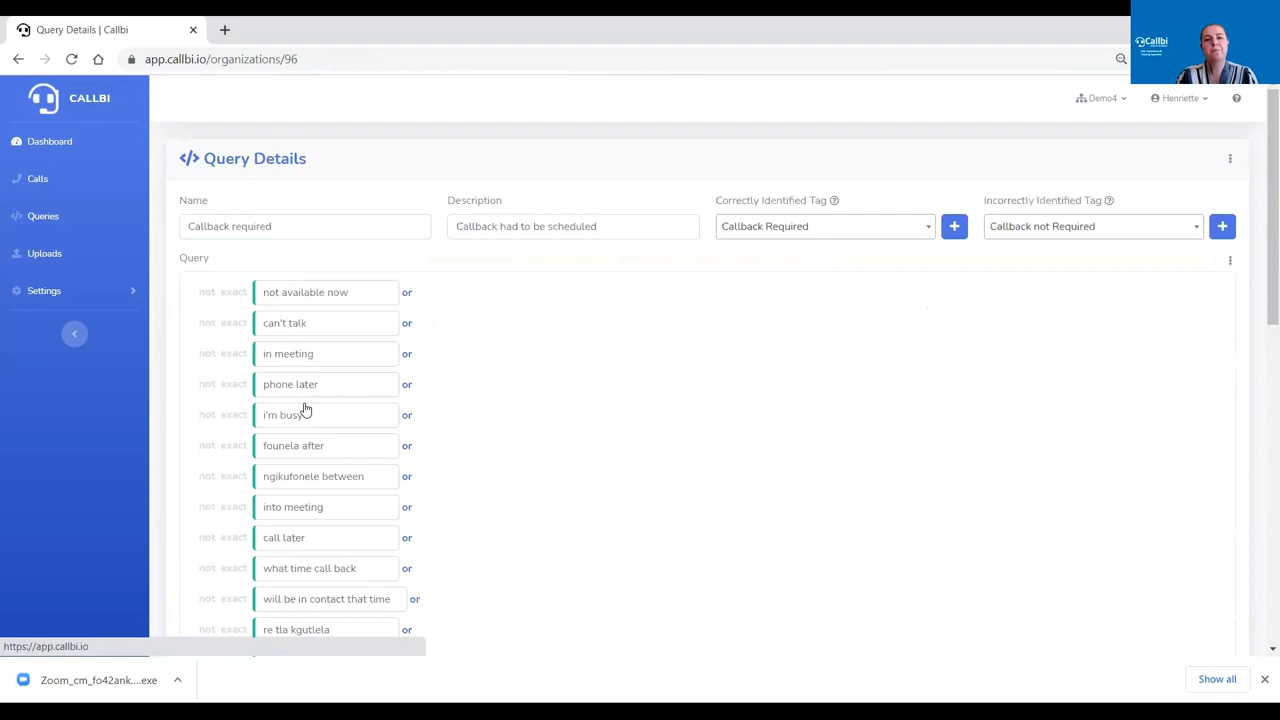 Query Details | Callbi
app.callbi.io/organizations/96
Callbi
CALLBI
Demo4
Henriette
Dashboard
Calls
Queries
Uploads
Settings
</> Query Details
Name
Description
Correctly Identified Tag
Incorrectly Identified Tag
Callback required
Callback had to be scheduled
Callback Required
Callback not Required
Query
not exact not available now or
not exact can't talk or
not exact in meeting or
not exact phone later or
not exact i'm busy or
not exact founela after or
not exact ngikufonele between or
not exact into meeting or
not exact call later or
not exact what time call back or
not exact will be in contact that time or
not exact re tla kgutlela or
https://app.callbi.io
Zoom_cm_fo42ank....exe
Show all